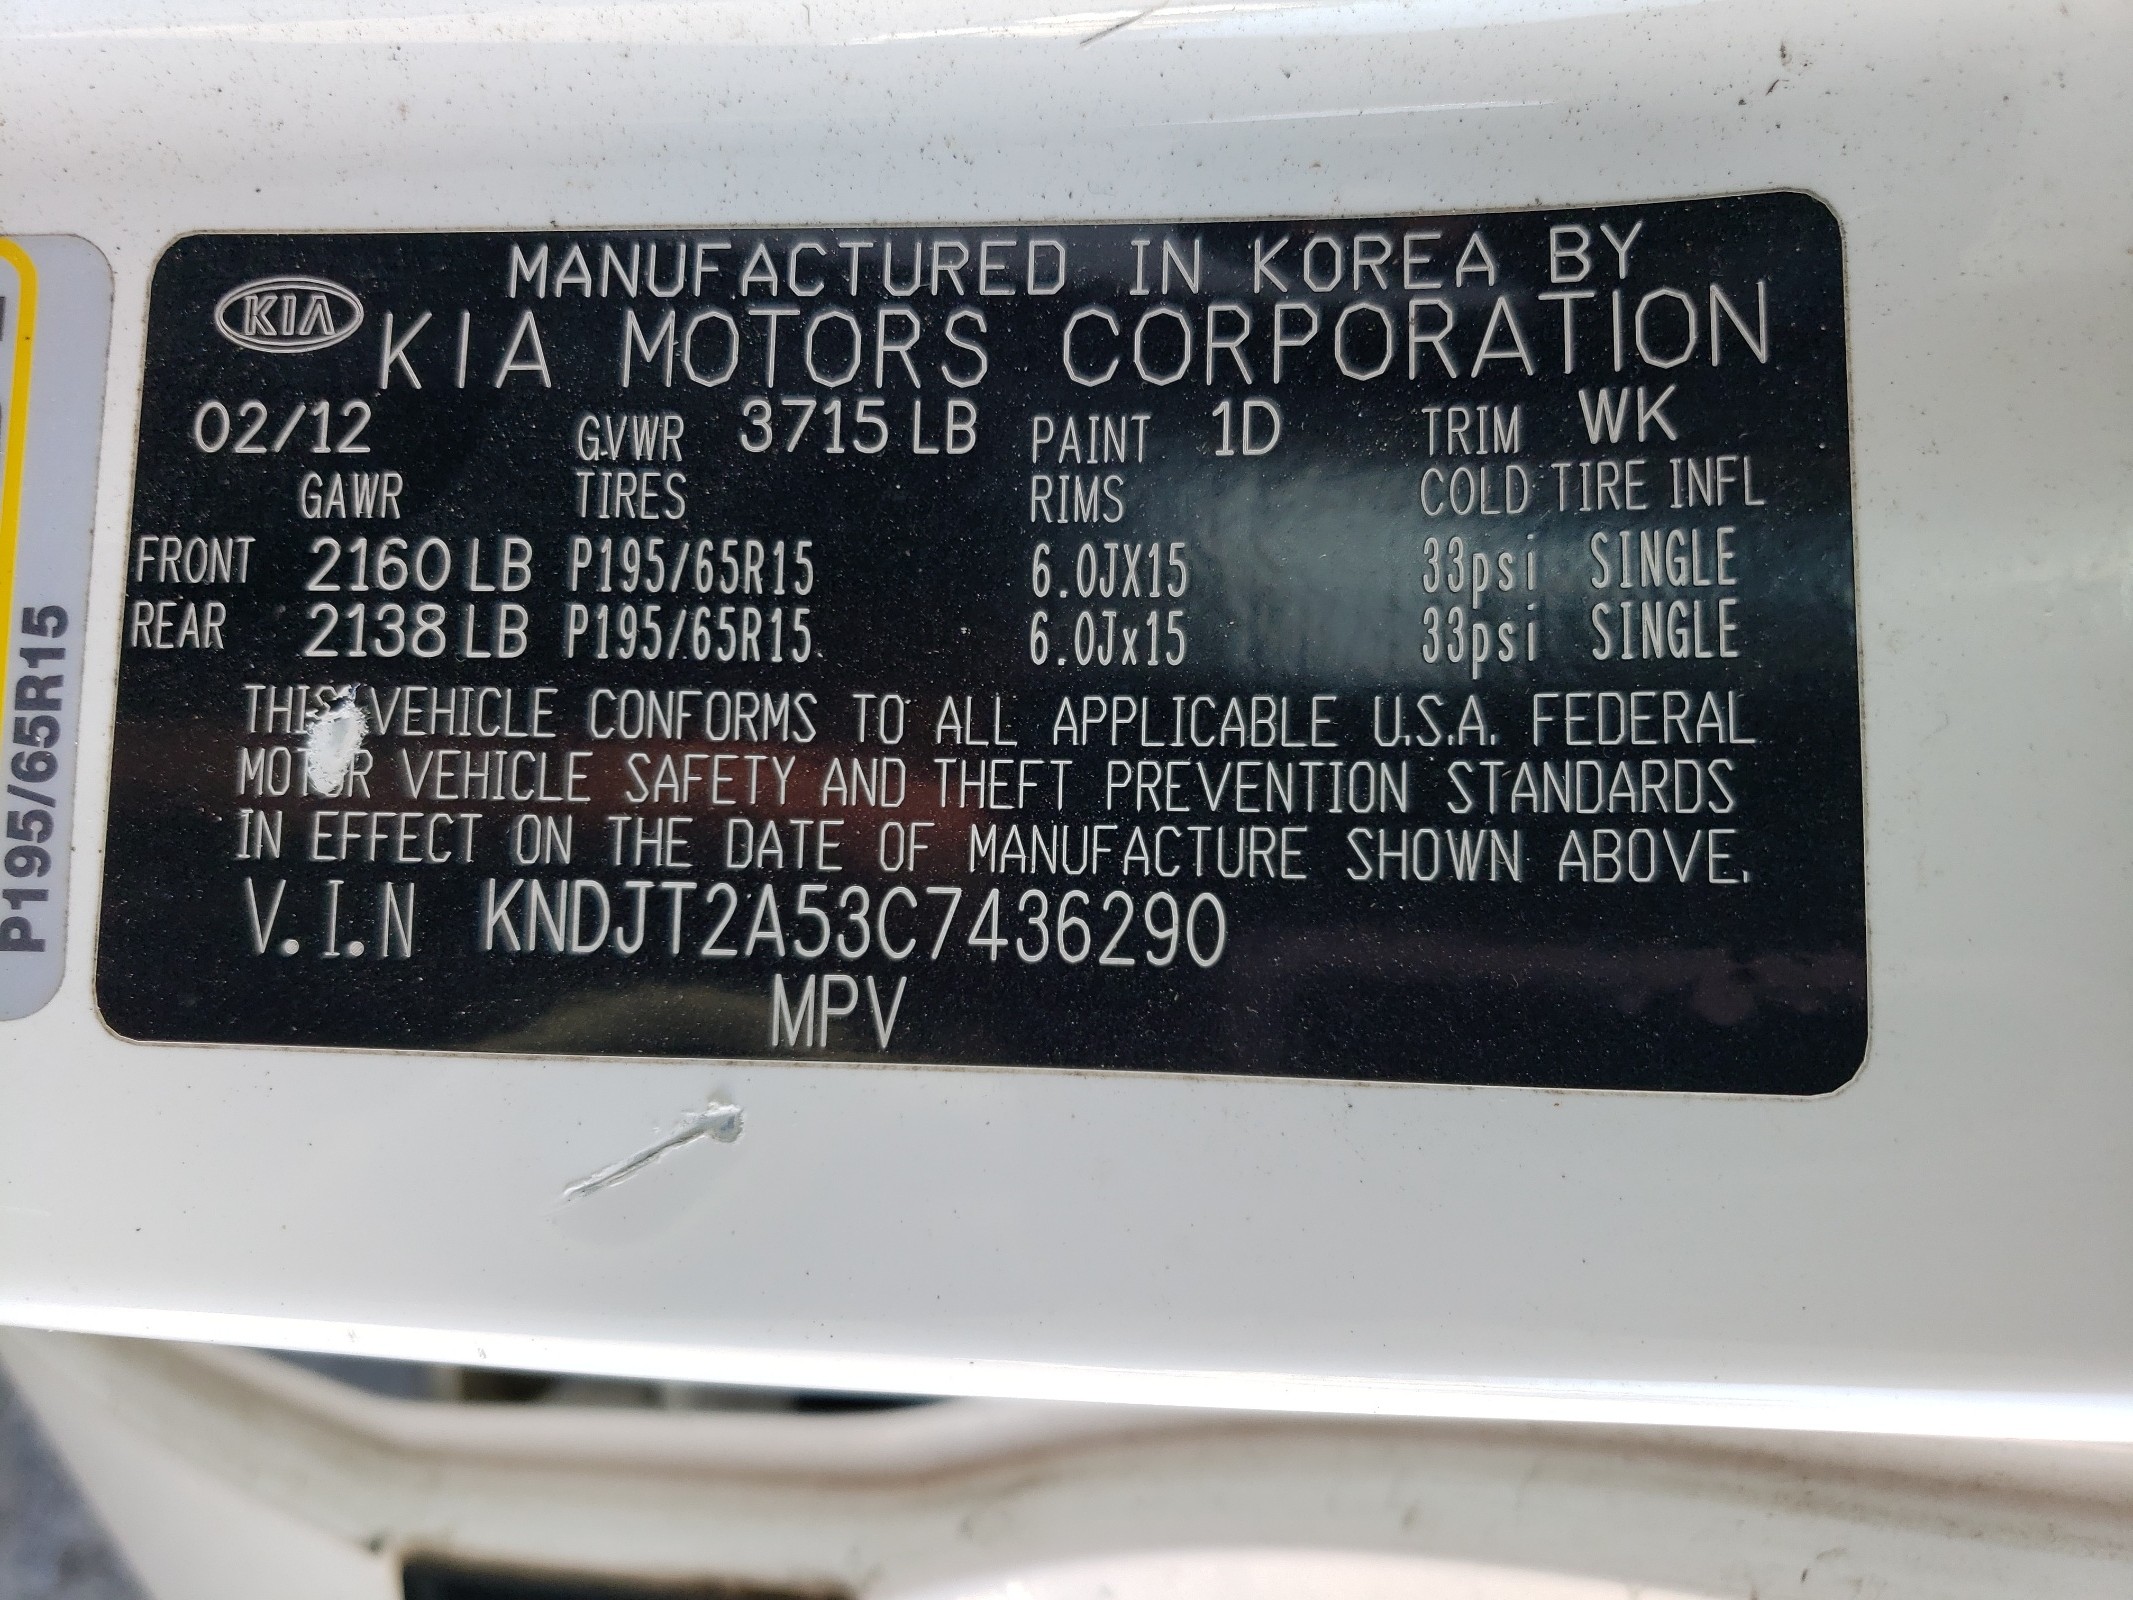 MANUFACTURED IN KOREA BY
KIA KIA MOTORS CORPORATION
02/12 GVWR 3715 LB PAINT 1D TRIM WK
GAWR TIRES RIMS COLD TIRE INFL
FRONT 2160 LB P195/65R15 6.0JX15 33psi SINGLE
REAR 2138 LB P195/65R15 6.0Jx15 33psi SINGLE
THIS VEHICLE CONFORMS TO ALL APPLICABLE U.S.A. FEDERAL
MOTOR VEHICLE SAFETY AND THEFT PREVENTION STANDARDS
IN EFFECT ON THE DATE OF MANUFACTURE SHOWN ABOVE.
V.I.N KNDJT2A53C7436290
MPV
P195/65R15